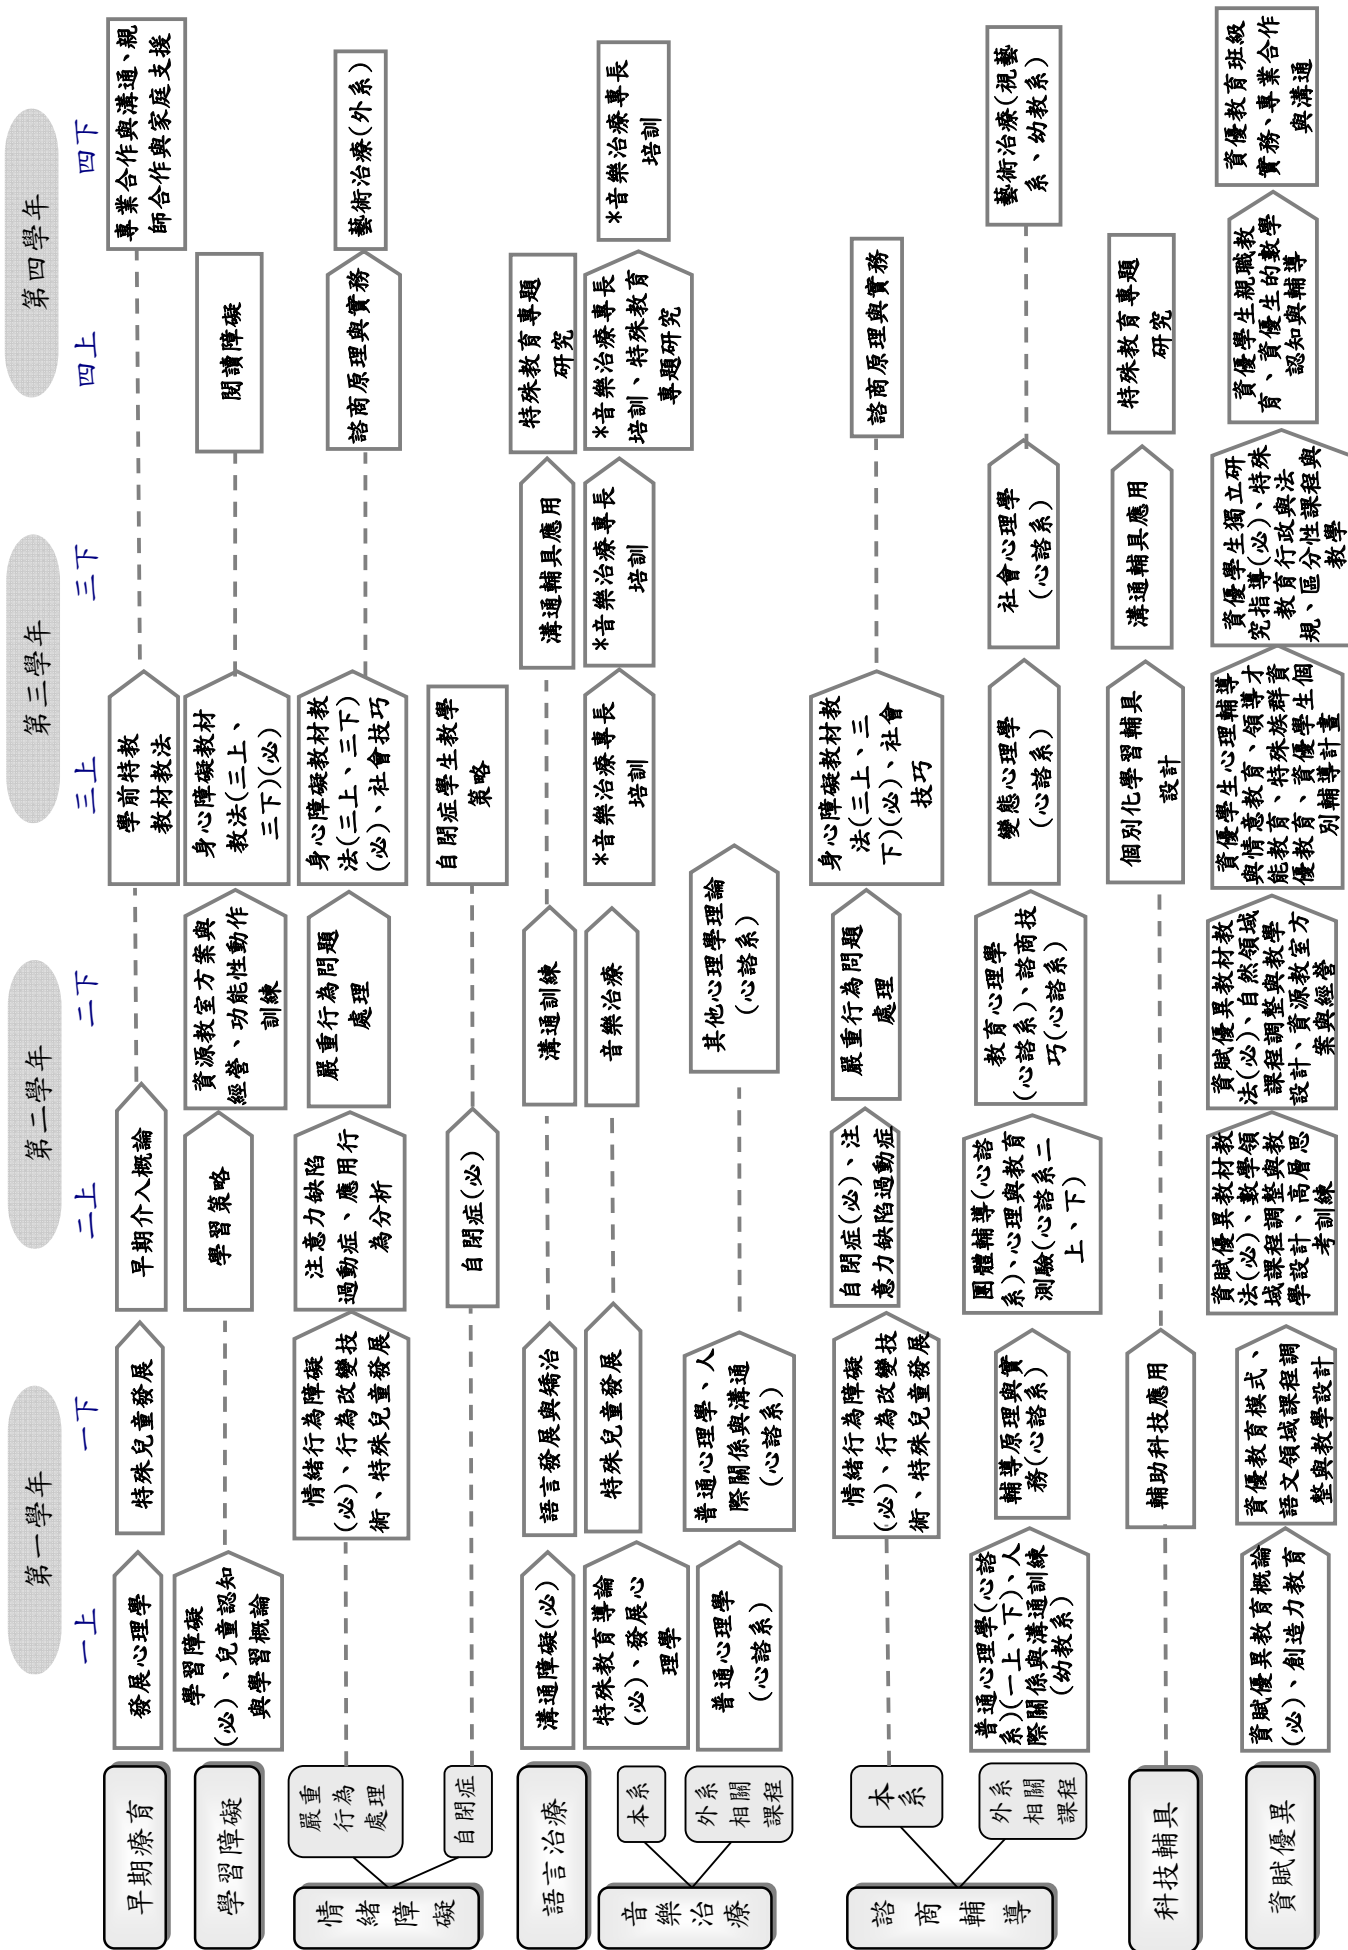 第一學年
第二學年
第三學年
第四學年
一上
一下
二上
二下
三上
三下
四上
四下
早期療育
發展心理學
特殊兒童發展
早期介入概論
學前特教
教材教法
專業合作與溝通、親
師合作與家庭支援
學習障礙
學習障礙
(必)、兒童認知
與學習概論
學習策略
資源教室方案與
經營、功能性動作
訓練
身心障礙教材
教法(三上、
三下)(必)
閱讀障礙
情緒障礙
嚴重
行為
處理
情緒行為障礙
(必)、行為改變技
術、特殊兒童發展
注意力缺陷
過動症、應用行
為分析
嚴重行為問題
處理
身心障礙教材教
法(三上、三下)
(必)、社會技巧
諮商原理與實務
藝術治療(外系)
自閉症
自閉症(必)
自閉症學生教學
策略
語言治療
溝通障礙(必)
語言發展與矯治
溝通訓練
溝通輔具應用
特殊教育專題
研究
音樂治療
本系
特殊教育導論
(必)、發展心
理學
特殊兒童發展
音樂治療
*音樂治療專長
培訓
*音樂治療專長
培訓
*音樂治療專長
培訓、特殊教育
專題研究
*音樂治療專長
培訓
外系
相關
課程
普通心理學
(心諮系)
普通心理學、人
際關係與溝通
(心諮系)
其他心理學理論
(心諮系)
諮商輔導
本系
情緒行為障礙
(必)、行為改變技
術、特殊兒童發展
自閉症(必)、注
意力缺陷過動症
嚴重行為問題
處理
身心障礙教材教
法(三上、三
下)(必)、社會
技巧
諮商原理與實務
外系
相關
課程
普通心理學(心諮
系)(一上、下)、人
際關係與溝通訓練
(幼教系)
輔導原理與實
務(心諮系)
團體輔導(心諮
系)、心理與教育
測驗(心諮系二
上、下)
教育心理學
(心諮系)、諮商技
巧(心諮系)
變態心理學
(心諮系)
社會心理學
(心諮系)
藝術治療(視藝
系、幼教系)
科技輔具
輔助科技應用
個別化學習輔具
設計
溝通輔具應用
特殊教育專題
研究
資賦優異
資賦優異教育概論
(必)、創造力教育
資優教育模式、
語文領域課程調
整與教學設計
資賦優異教材教
法(必)、數學領
域課程調整與教
學設計、高層思
考訓練
資賦優異教材教
法(必)、自然領域
課程調整與教學
設計、資源教室方
案與經營
資優學生心理輔導
與情意教育、領導才
能教育、特殊族群資
優教育、資優學生個
別輔導計畫
資優學生獨立研
究指導(必)、特殊
教育行政與法
規、區分性課程與
教學
資優學生親職教
育、資優生的數學
認知與輔導
資優教育班級
實務、專業合作
與溝通